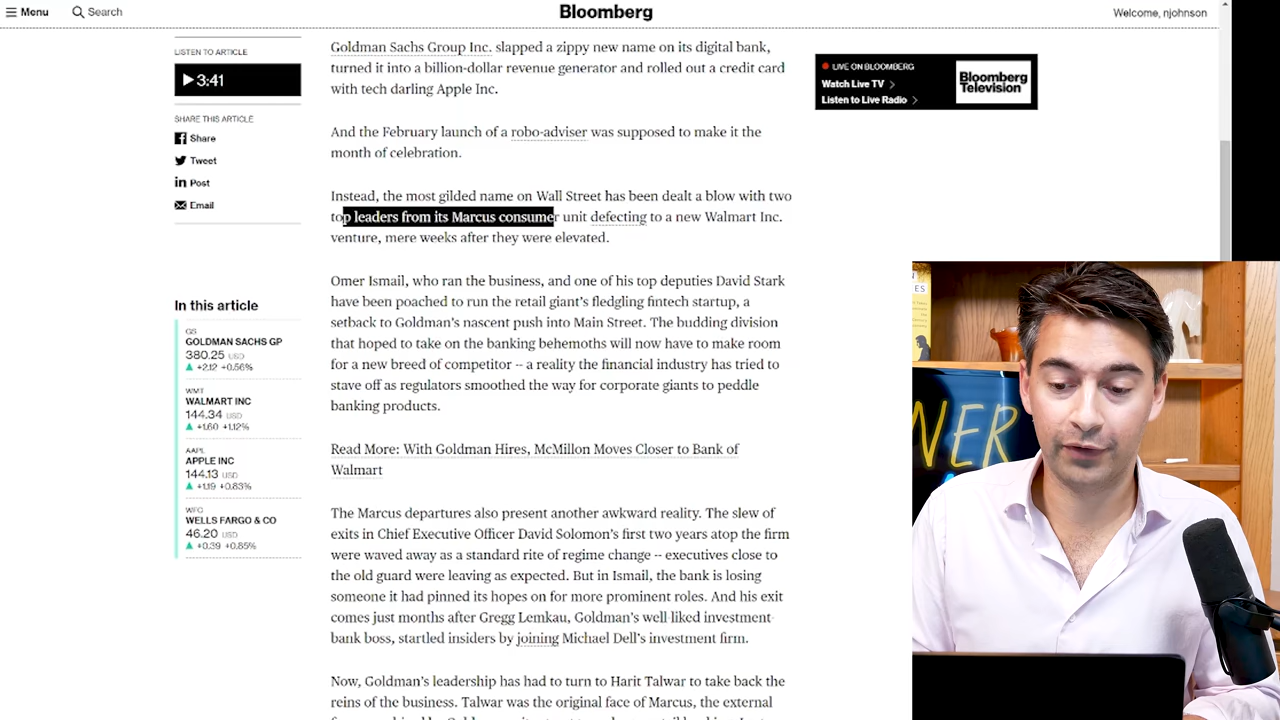 Menu
Search
Bloomberg
Welcome, njohnson
LISTEN TO ARTICLE
3:41
SHARE THIS ARTICLE
Share
Tweet
Post
Email
In this article
GS
GOLDMAN SACHS GP
380.25 USD
+2.12 +0.56%
WMT
WALMART INC
144.34 USD
+1.60 +1.12%
AAPL
APPLE INC
144.13 USD
+1.19 +0.83%
WFC
WELLS FARGO & CO
46.20 USD
+0.39 +0.85%
Goldman Sachs Group Inc. slapped a zippy new name on its digital bank,
turned it into a billion-dollar revenue generator and rolled out a credit card
with tech darling Apple Inc.
And the February launch of a robo-adviser was supposed to make it the
month of celebration.
Instead, the most gilded name on Wall Street has been dealt a blow with two
top leaders from its Marcus consumer unit defecting to a new Walmart Inc.
venture, mere weeks after they were elevated.
Omer Ismail, who ran the business, and one of his top deputies David Stark
have been poached to run the retail giant's fledgling fintech startup, a
setback to Goldman's nascent push into Main Street. The budding division
that hoped to take on the banking behemoths will now have to make room
for a new breed of competitor -- a reality the financial industry has tried to
stave off as regulators smoothed the way for corporate giants to peddle
banking products.
Read More: With Goldman Hires, McMillon Moves Closer to Bank of
Walmart
The Marcus departures also present another awkward reality. The slew of
exits in Chief Executive Officer David Solomon's first two years atop the firm
were waved away as a standard rite of regime change -- executives close to
the old guard were leaving as expected. But in Ismail, the bank is losing
someone it had pinned its hopes on for more prominent roles. And his exit
comes just months after Gregg Lemkau, Goldman's well-liked investment-
bank boss, startled insiders by joining Michael Dell's investment firm.
Now, Goldman's leadership has had to turn to Harit Talwar to take back the
reins of the business. Talwar was the original face of Marcus, the external
LIVE ON BLOOMBERG
Watch Live TV
Listen to Live Radio
Bloomberg
Television
NER